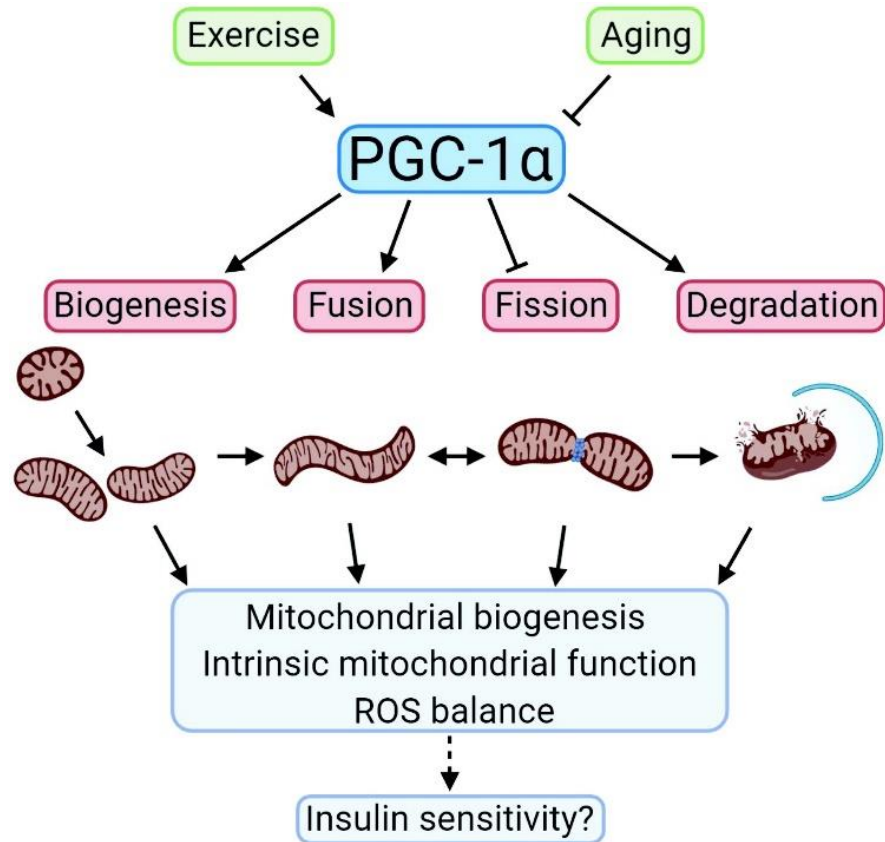 Exercise
Aging
PGC-1α
Biogenesis
Fusion
Fission
Degradation
Mitochondrial biogenesis
Intrinsic mitochondrial function
ROS balance
Insulin sensitivity?